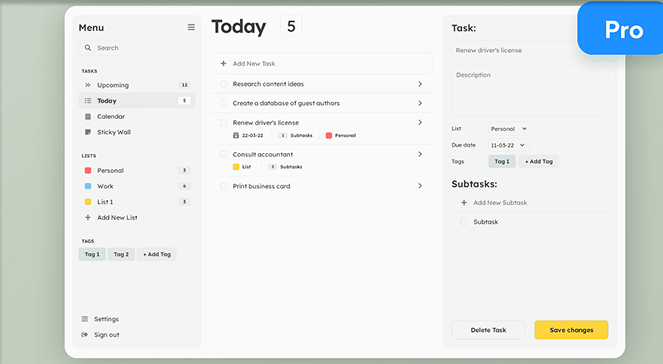 Menu
Search
TASKS
Upcoming 12
Today 5
Calendar
Sticky Wall
LISTS
Personal 3
Work 6
List 1 3
Add New List
TAGS
Tag 1 Tag 2 + Add Tag
Settings
Sign out
Today 5
Add New Task
Research content ideas
Create a database of guest authors
Renew driver's license
22-03-22 1 Subtasks Personal
Consult accountant
List 3 Subtasks
Print business card
Pro
Task:
Renew driver's license
Description
List Personal
Due date 11-03-22
Tags Tag 1 + Add Tag
Subtasks:
Add New Subtask
Subtask
Delete Task Save changes